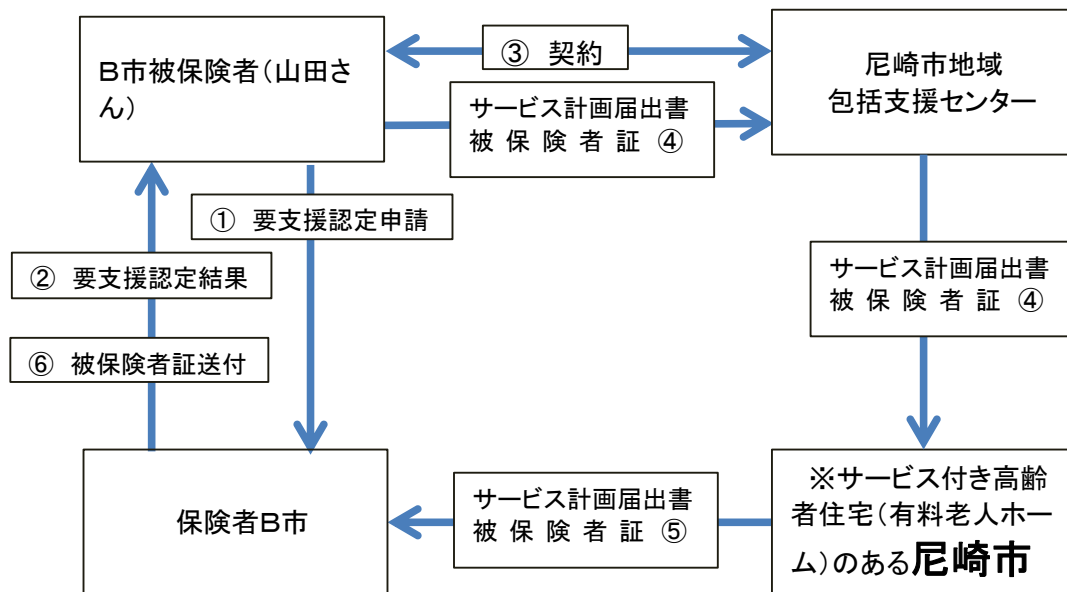 B市被保険者（山田さ
ん）
③ 契約
尼崎市地域
包括支援センター
サービス計画届出書
被保険者証 ④
① 要支援認定申請
② 要支援認定結果
サービス計画届出書
被保険者証 ④
⑥ 被保険者証送付
保険者B市
サービス計画届出書
被保険者証 ⑤
※サービス付き高齢
者住宅（有料老人ホー
ム）のある尼崎市